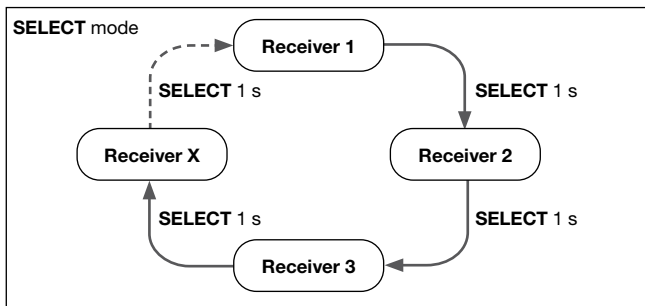 SELECT mode
Receiver 1
SELECT 1 s
SELECT 1 s
Receiver X
Receiver 2
SELECT 1 s
SELECT 1 s
Receiver 3